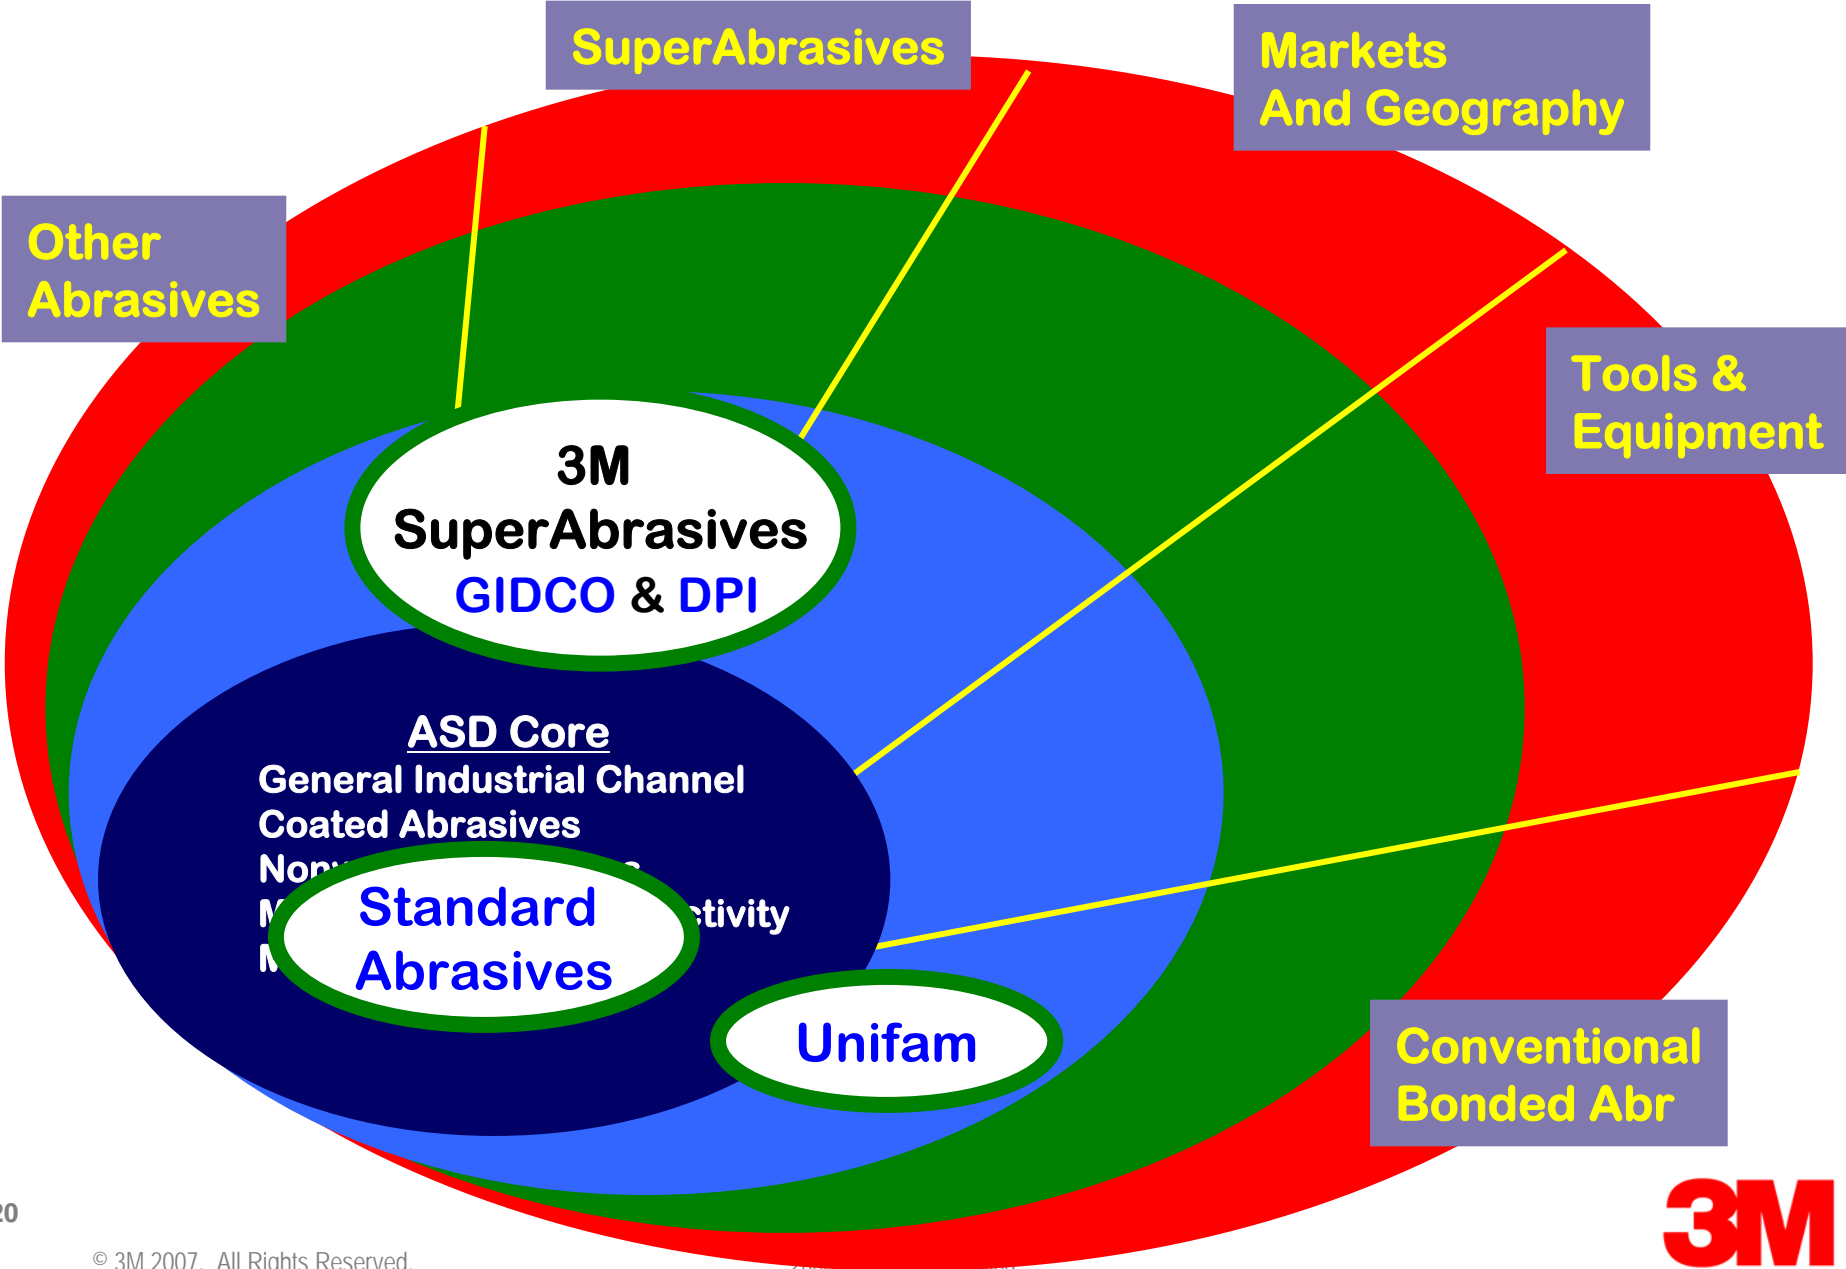 SuperAbrasives
Markets
And Geography
Other
Abrasives
Tools &
Equipment
3M
SuperAbrasives
GIDCO & DPI
ASD Core
General Industrial Channel
Coated Abrasives
Standard
Abrasives
Unifam
Conventional
Bonded Abr
3M
20
© 3M 2007. All Rights Reserved.